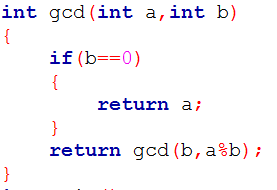 int gcd(int a,int b)
{
    if(b==0)
    {
        return a;
    }
    return gcd(b,a%b);
}